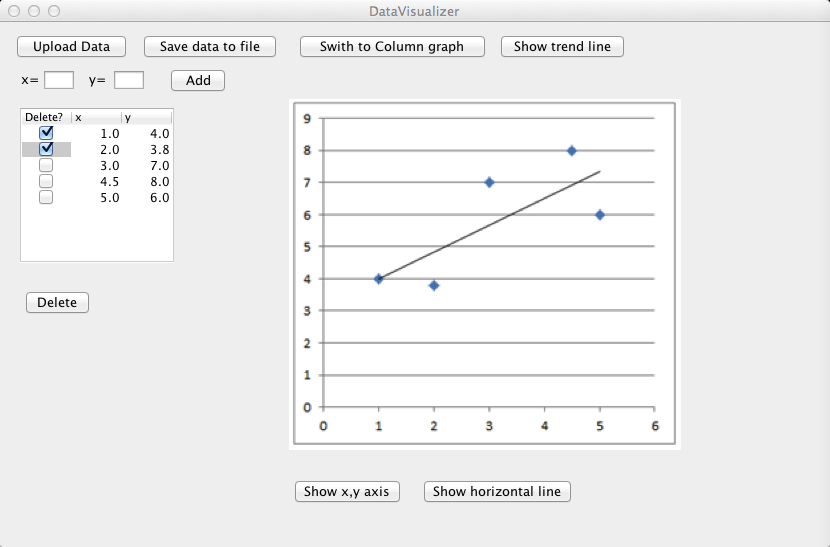 DataVisualizer
Upload Data Save data to file Swith to Column graph Show trend line
x= y= Add
Delete? x y
1.0 4.0
2.0 3.8
3.0 7.0
4.5 8.0
5.0 6.0
Delete
9
8
7
6
5
4
3
2
1
0
0 1 2 3 4 5 6
Show x,y axis Show horizontal line